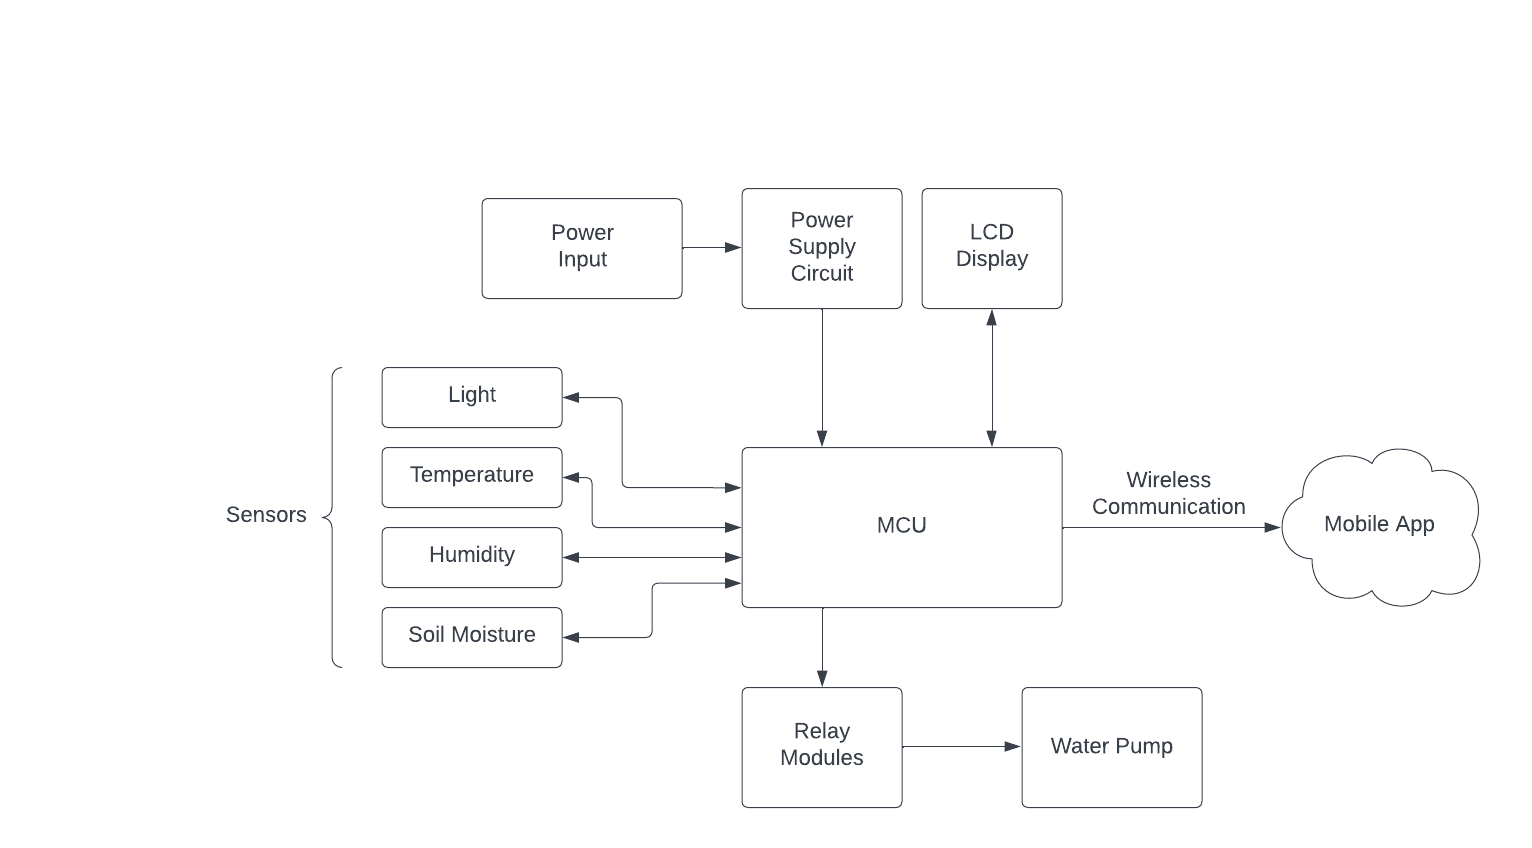 Power
Input
Power
Supply
Circuit
LCD
Display
Light
Temperature
Sensors
Humidity
Soil Moisture
MCU
Wireless
Communication
Mobile App
Relay
Modules
Water Pump